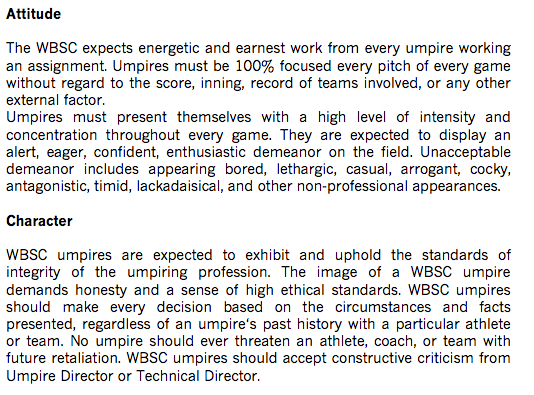 Attitude
The WBSC expects energetic and earnest work from every umpire working
an assignment. Umpires must be 100% focused every pitch of every game
without regard to the score, inning, record of teams involved, or any other
external factor.
Umpires must present themselves with a high level of intensity and
concentration throughout every game. They are expected to display an
alert, eager, confident, enthusiastic demeanor on the field. Unacceptable
demeanor includes appearing bored, lethargic, casual, arrogant, cocky,
antagonistic, timid, lackadaisical, and other non-professional appearances.
Character
WBSC umpires are expected to exhibit and uphold the standards of
integrity of the umpiring profession. The image of a WBSC umpire
demands honesty and a sense of high ethical standards. WBSC umpires
should make every decision based on the circumstances and facts
presented, regardless of an umpire‘s past history with a particular athlete
or team. No umpire should ever threaten an athlete, coach, or team with
future retaliation. WBSC umpires should accept constructive criticism from
Umpire Director or Technical Director.